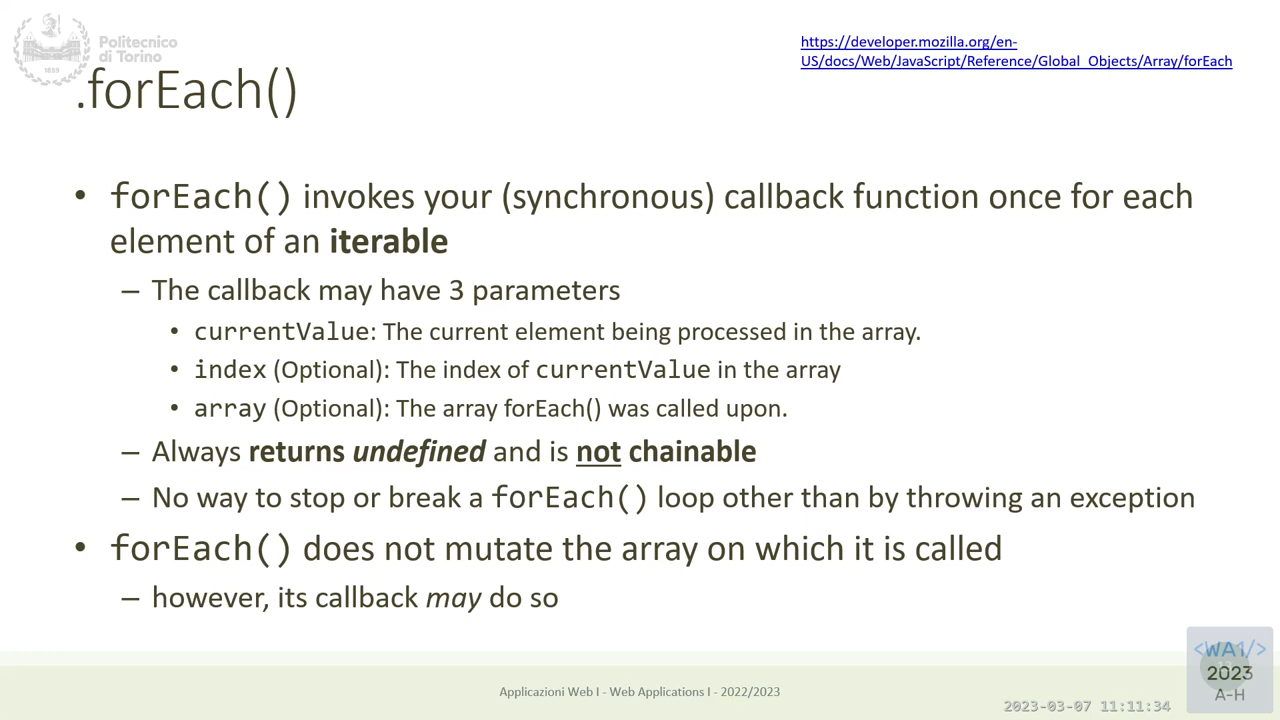 Politecnico
di Torino
1859
https://developer.mozilla.org/en-
US/docs/Web/JavaScript/Reference/Global_Objects/Array/forEach
.forEach()
• forEach() invokes your (synchronous) callback function once for each
element of an iterable
– The callback may have 3 parameters
• currentValue: The current element being processed in the array.
• index (Optional): The index of currentValue in the array
• array (Optional): The array forEach() was called upon.
– Always returns undefined and is not chainable
– No way to stop or break a forEach() loop other than by throwing an exception
• forEach() does not mutate the array on which it is called
– however, its callback may do so
<WA1/>
2023
A-H
Applicazioni Web I - Web Applications I - 2022/2023
2023-03-07 11:11:34